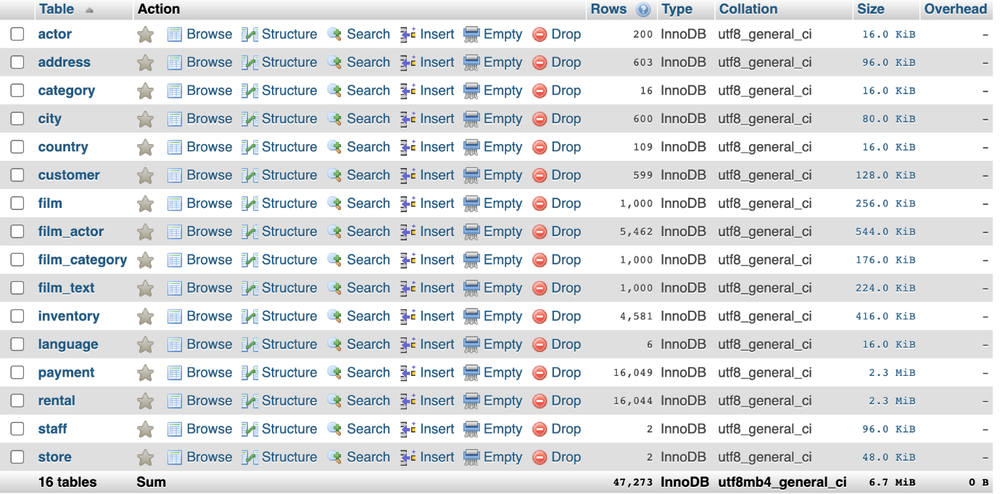 Table Action Rows Type Collation Size Overhead
actor Browse Structure Search Insert Empty Drop 200 InnoDB utf8_general_ci 16.0 KiB –
address Browse Structure Search Insert Empty Drop 603 InnoDB utf8_general_ci 96.0 KiB –
category Browse Structure Search Insert Empty Drop 16 InnoDB utf8_general_ci 16.0 KiB –
city Browse Structure Search Insert Empty Drop 600 InnoDB utf8_general_ci 80.0 KiB –
country Browse Structure Search Insert Empty Drop 109 InnoDB utf8_general_ci 16.0 KiB –
customer Browse Structure Search Insert Empty Drop 599 InnoDB utf8_general_ci 128.0 KiB –
film Browse Structure Search Insert Empty Drop 1,000 InnoDB utf8_general_ci 256.0 KiB –
film_actor Browse Structure Search Insert Empty Drop 5,462 InnoDB utf8_general_ci 544.0 KiB –
film_category Browse Structure Search Insert Empty Drop 1,000 InnoDB utf8_general_ci 176.0 KiB –
film_text Browse Structure Search Insert Empty Drop 1,000 InnoDB utf8_general_ci 224.0 KiB –
inventory Browse Structure Search Insert Empty Drop 4,581 InnoDB utf8_general_ci 416.0 KiB –
language Browse Structure Search Insert Empty Drop 6 InnoDB utf8_general_ci 16.0 KiB –
payment Browse Structure Search Insert Empty Drop 16,049 InnoDB utf8_general_ci 2.3 MiB –
rental Browse Structure Search Insert Empty Drop 16,044 InnoDB utf8_general_ci 2.3 MiB –
staff Browse Structure Search Insert Empty Drop 2 InnoDB utf8_general_ci 96.0 KiB –
store Browse Structure Search Insert Empty Drop 2 InnoDB utf8_general_ci 48.0 KiB –
16 tables Sum 47,273 InnoDB utf8mb4_general_ci 6.7 MiB 0 B